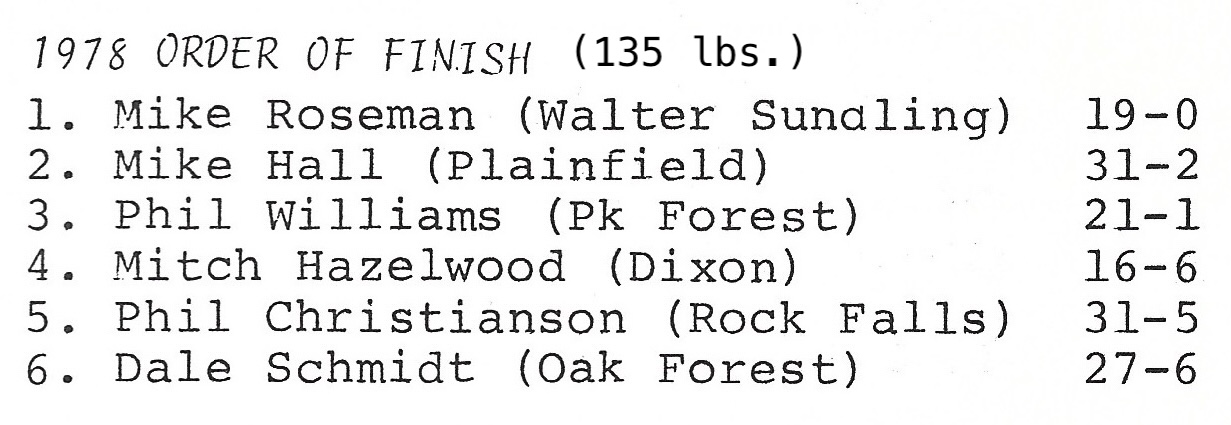 1978 ORDER OF FINISH (135 lbs.)
1. Mike Roseman (Walter Sundling) 19-0
2. Mike Hall (Plainfield) 31-2
3. Phil Williams (Pk Forest) 21-1
4. Mitch Hazelwood (Dixon) 16-6
5. Phil Christianson (Rock Falls) 31-5
6. Dale Schmidt (Oak Forest) 27-6